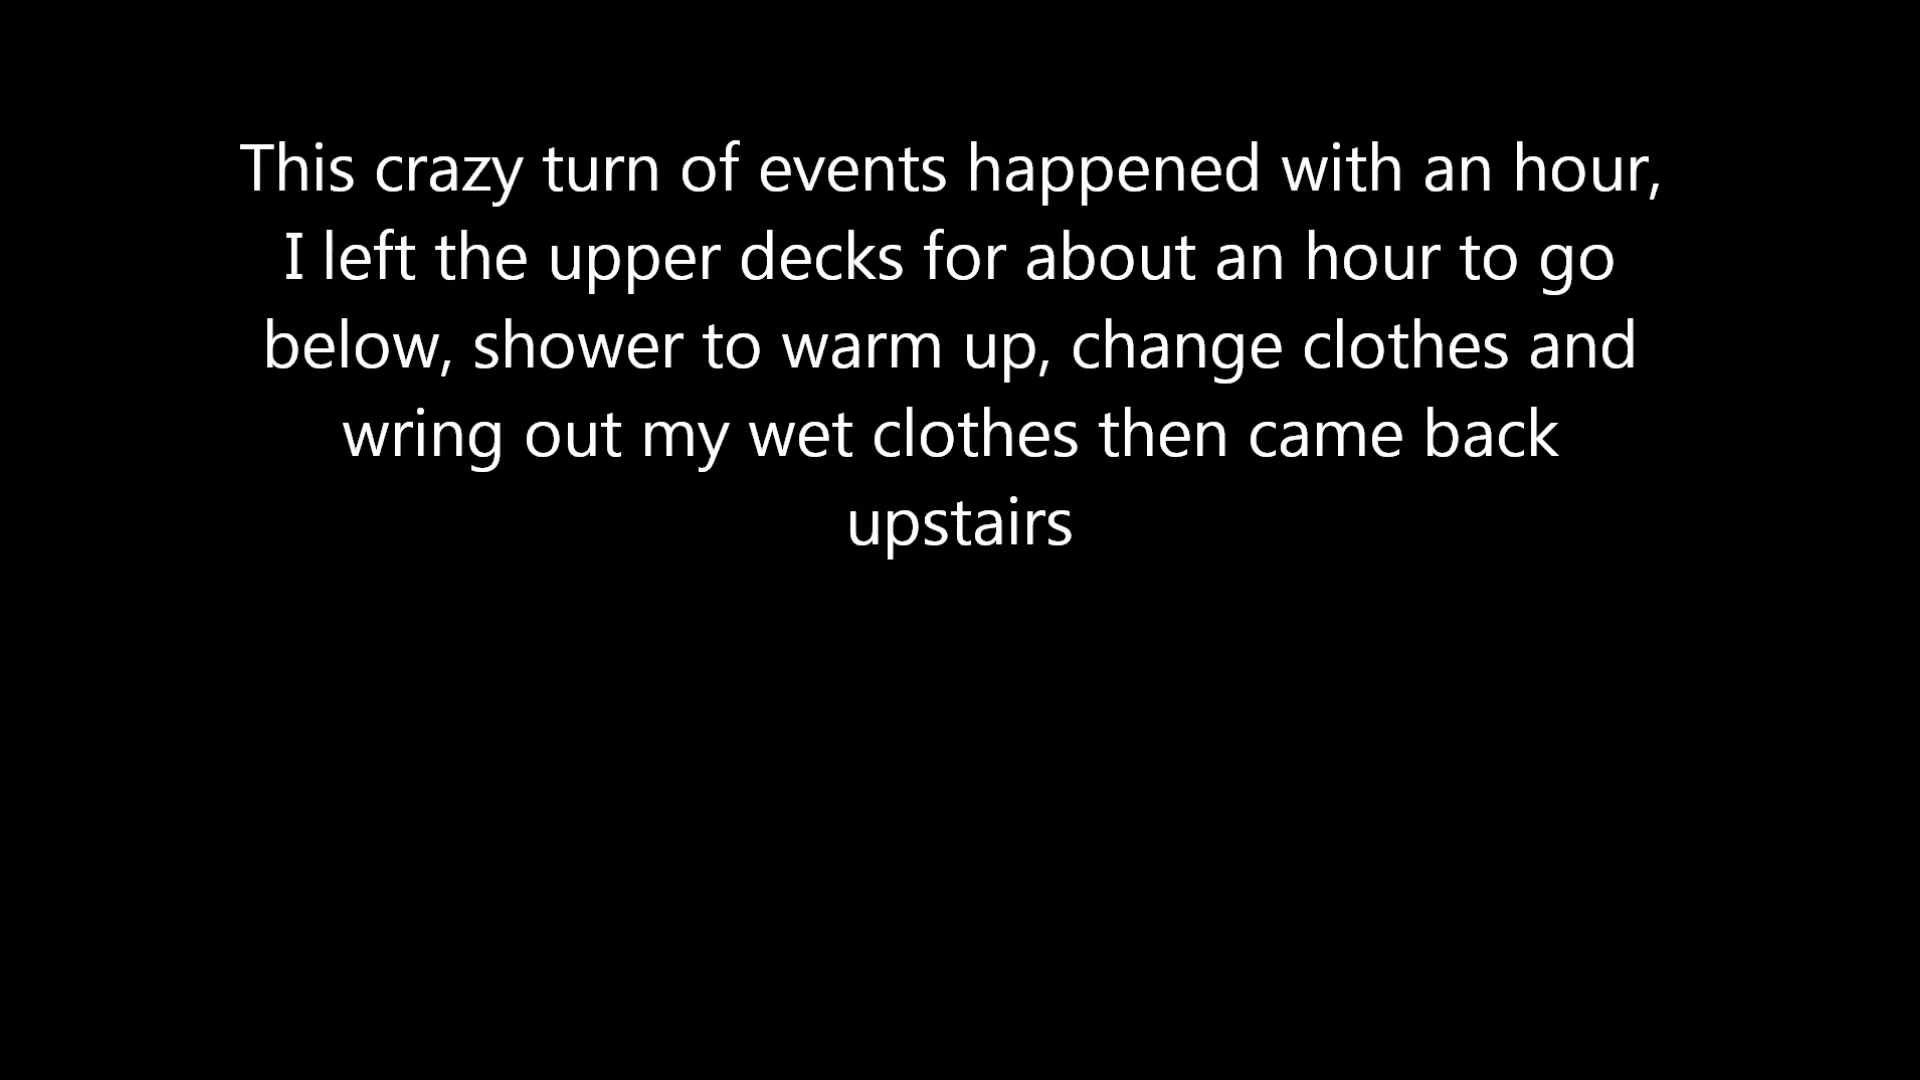 This crazy turn of events happened with an hour,
I left the upper decks for about an hour to go
below, shower to warm up, change clothes and
wring out my wet clothes then came back
upstairs